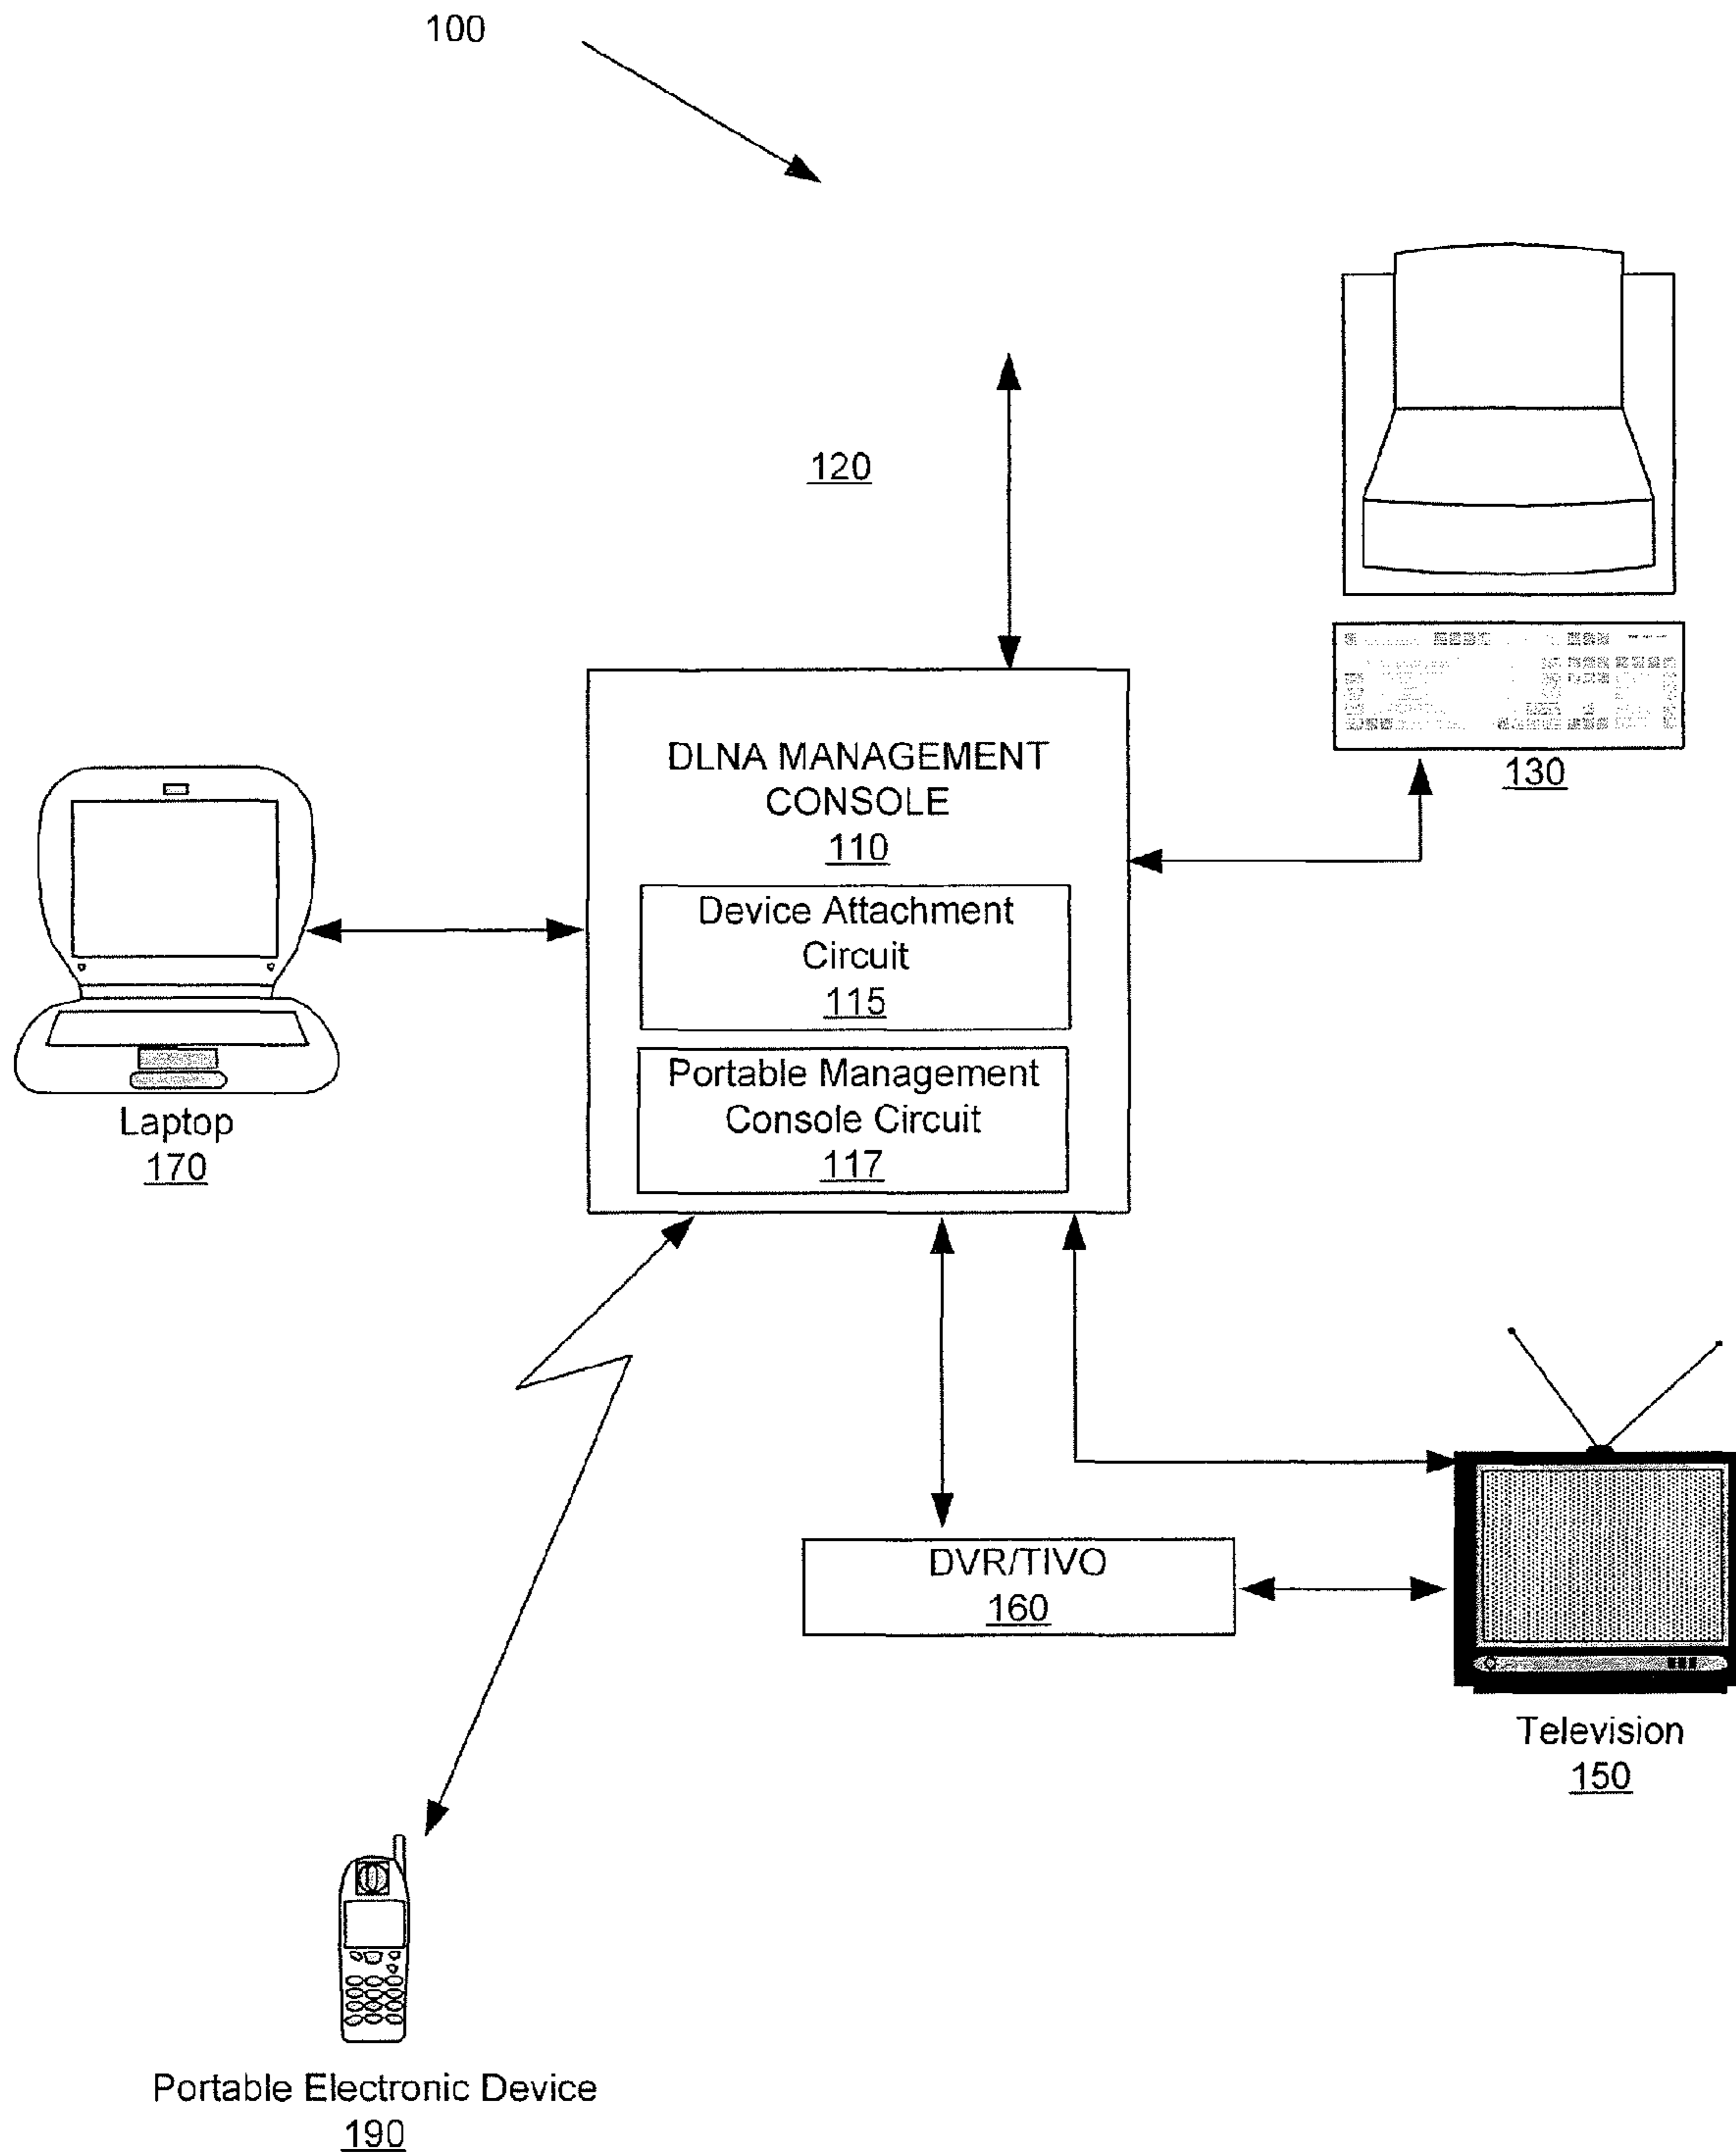 100
120
130
DLNA MANAGEMENT
CONSOLE
110
Device Attachment
Circuit
115
Portable Management
Console Circuit
117
Laptop
170
DVR/TIVO
160
Television
150
Portable Electronic Device
190